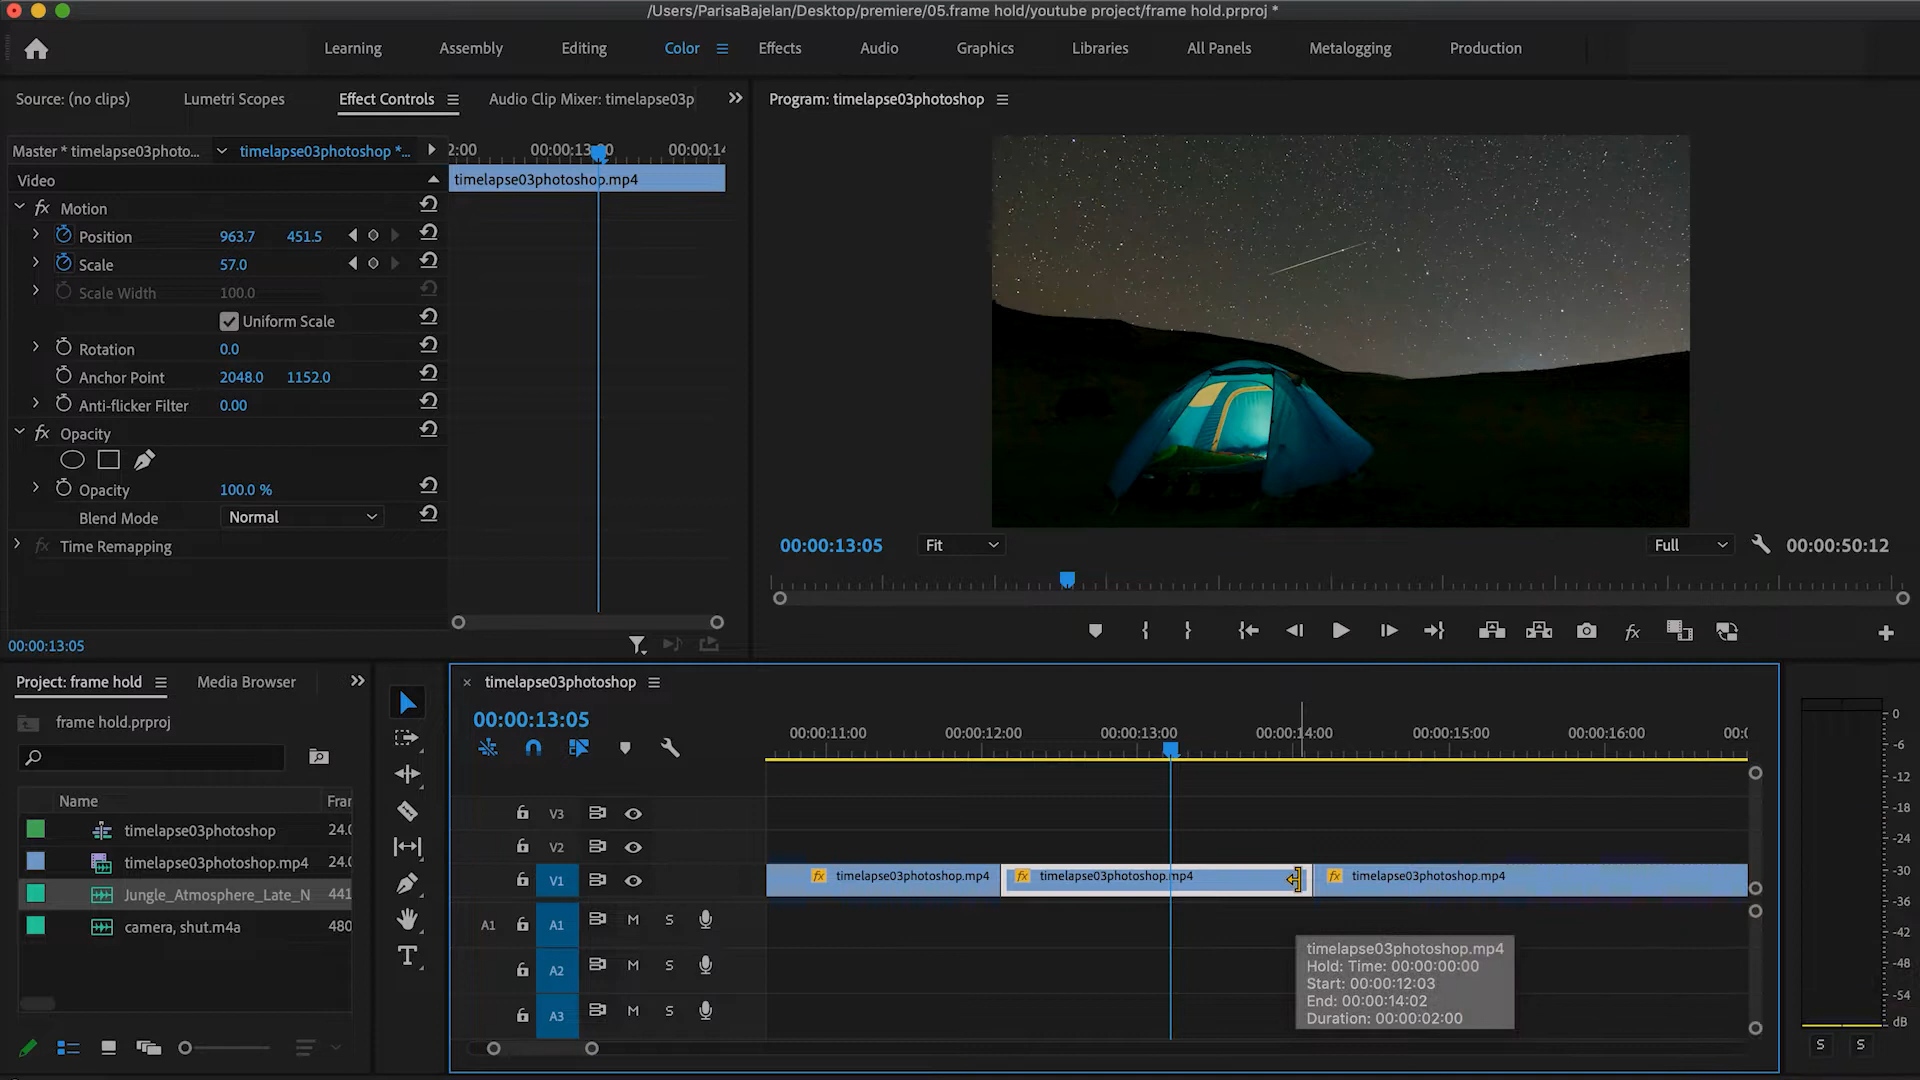 /Users/ParisaBajelan/Desktop/premiere/05.frame hold/youtube project/frame hold.prproj *
Learning Assembly Editing Color Effects Audio Graphics Libraries All Panels Metalogging Production
Source: (no clips) Lumetri Scopes Effect Controls Audio Clip Mixer: timelapse03p
Program: timelapse03photoshop
Master * timelapse03photo... timelapse03photoshop *...
2:00 00:00:13:00 00:00:14
Video
timelapse03photoshop.mp4
fx Motion
Position 963.7 451.5
Scale 57.0
Scale Width 100.0
Uniform Scale
Rotation 0.0
Anchor Point 2048.0 1152.0
Anti-flicker Filter 0.00
fx Opacity
Opacity 100.0 %
Blend Mode Normal
fx Time Remapping
00:00:13:05
00:00:13:05 Fit Full 00:00:50:12
fx
Project: frame hold Media Browser
frame hold.prproj
Name Fra
timelapse03photoshop 24.0
timelapse03photoshop.mp4 24.0
Jungle_Atmosphere_Late_N 441
camera, shut.m4a 480
T
timelapse03photoshop
00:00:13:05
00:00:11:00 00:00:12:00 00:00:13:00 00:00:14:00 00:00:15:00 00:00:16:00 00:0
V3
V2
V1
fx timelapse03photoshop.mp4 fx timelapse03photoshop.mp4 fx timelapse03photoshop.mp4
A1 A1 M S
A2 M S
A3 M S
timelapse03photoshop.mp4
Hold: Time: 00:00:00:00
Start: 00:00:12:03
End: 00:00:14:02
Duration: 00:00:02:00
0
-6
-12
-18
-24
-30
-36
-42
-48
-54
dB
S S